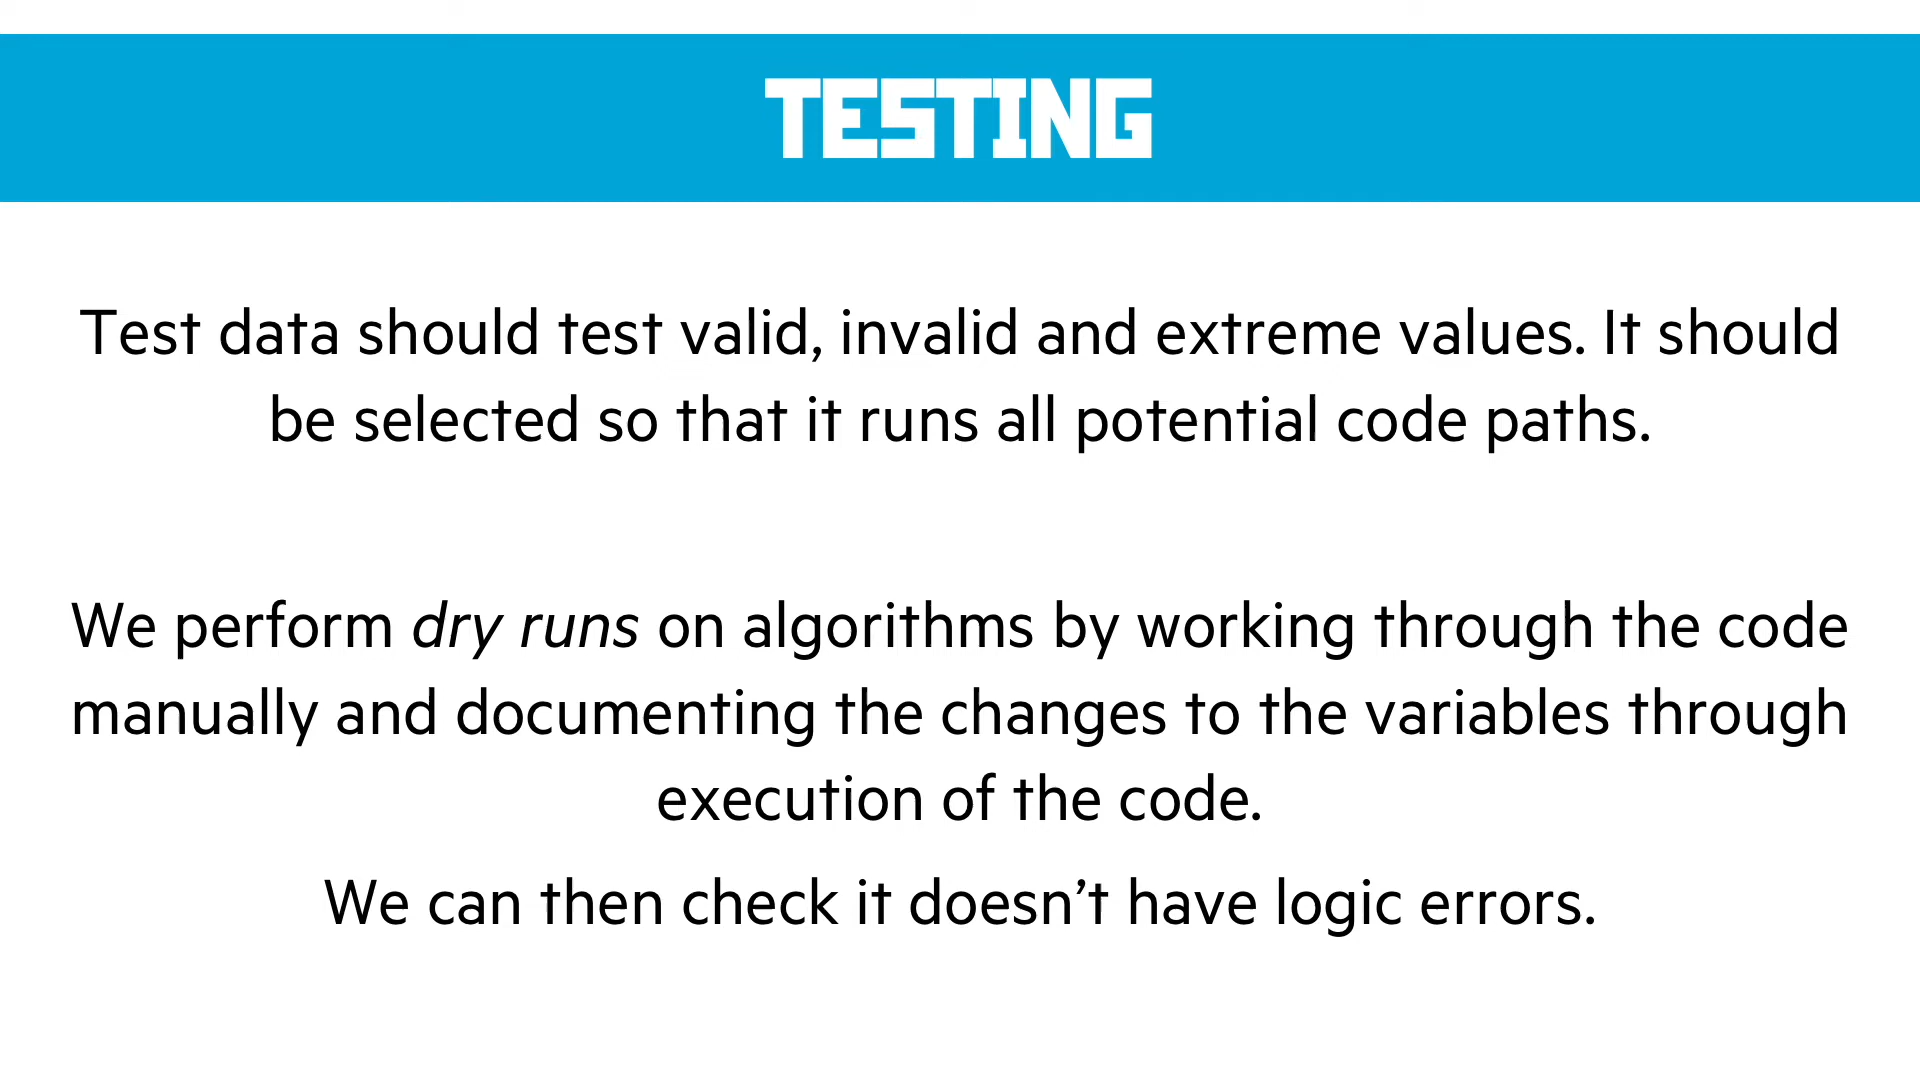 TESTING
Test data should test valid, invalid and extreme values. It should
be selected so that it runs all potential code paths.
We perform dry runs on algorithms by working through the code
manually and documenting the changes to the variables through
execution of the code.
We can then check it doesn’t have logic errors.